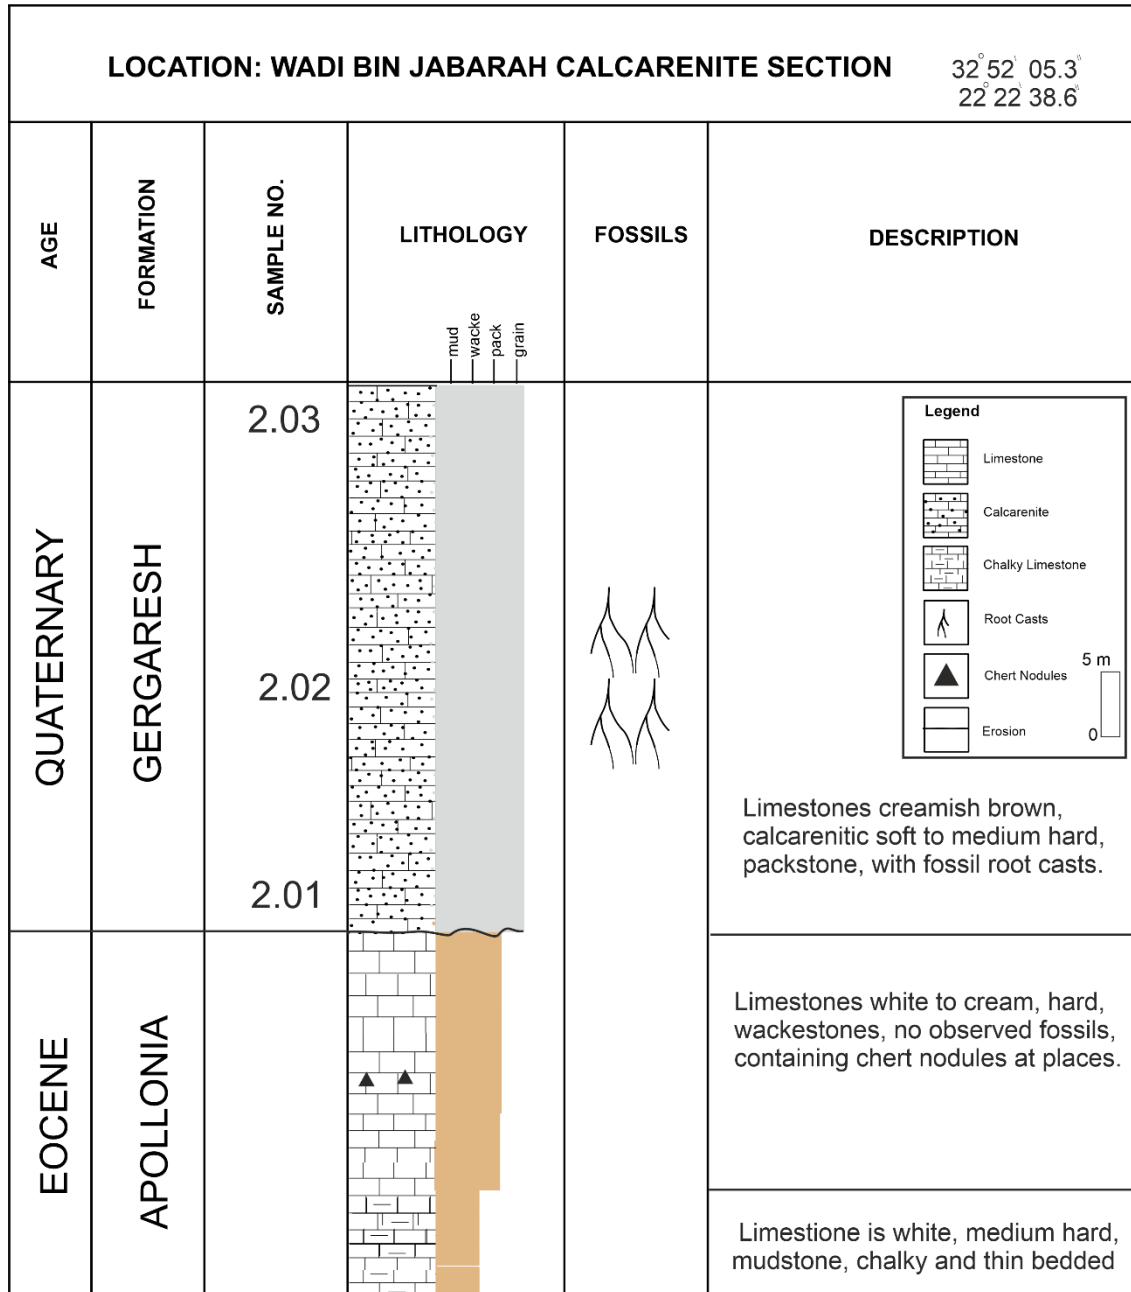 LOCATION: WADI BIN JABARAH CALCARENITE SECTION
32° 52' 05.3"
22° 22' 38.6"
AGE
FORMATION
SAMPLE NO.
LITHOLOGY
FOSSILS
DESCRIPTION
mud
wacke
pack
grain
QUATERNARY
GERGARESH
2.03
2.02
2.01
Legend
Limestone
Calcarenite
Chalky Limestone
Root Casts
Chert Nodules
Erosion
5 m
0
Limestones creamish brown,
calcarenitic soft to medium hard,
packstone, with fossil root casts.
EOCENE
APOLLONIA
Limestones white to cream, hard,
wackestones, no observed fossils,
containing chert nodules at places.
Limestione is white, medium hard,
mudstone, chalky and thin bedded